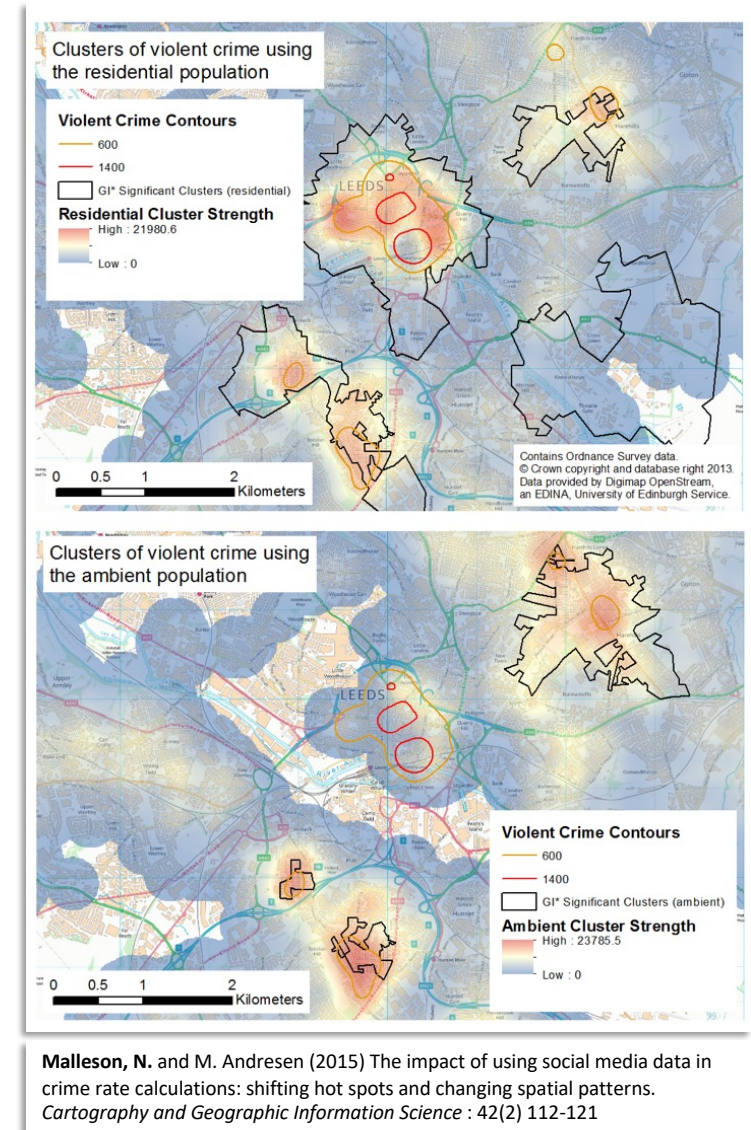 Clusters of violent crime using
the residential population
Violent Crime Contours
600
1400
GI* Significant Clusters (residential)
Residential Cluster Strength
High : 21980.6
Low : 0
LEEDS
Gipton
Harehills
0 0.5 1 2
Kilometers
Contains Ordnance Survey data.
© Crown copyright and database right 2013.
Data provided by Digimap OpenStream,
an EDINA, University of Edinburgh Service.
Clusters of violent crime using
the ambient population
LEEDS
Gipton
Upper
Armley
Violent Crime Contours
600
1400
GI* Significant Clusters (ambient)
Ambient Cluster Strength
High : 23785.5
Low : 0
0 0.5 1 2
Kilometers
Malleson, N. and M. Andresen (2015) The impact of using social media data in
crime rate calculations: shifting hot spots and changing spatial patterns.
Cartography and Geographic Information Science : 42(2) 112-121